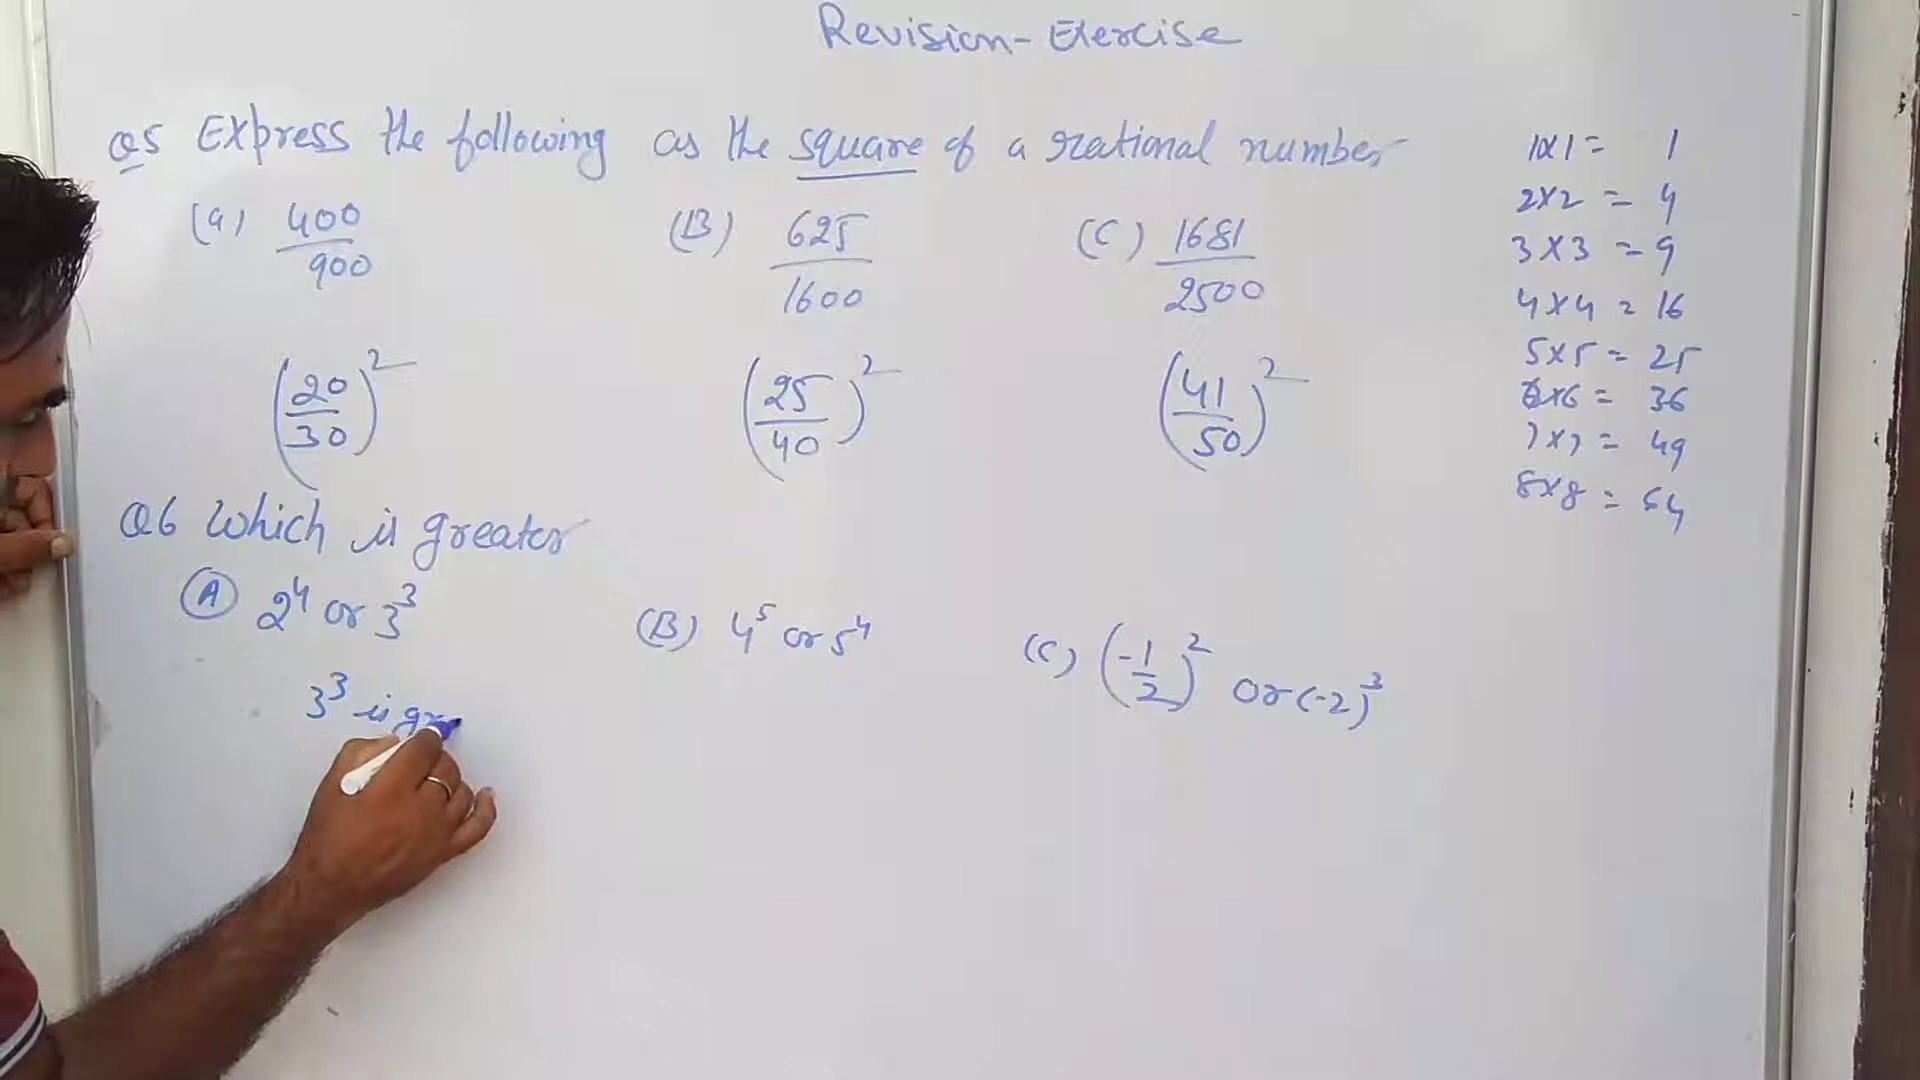 Revision-Exercise
Q5 Express the following as the square of a rational number
(a) 400/900 (B) 625/1600 (C) 1681/2500
(20/30)² (25/40)² (41/50)²
Q6 Which is greater
(A) 2⁴ or 3³ (B) 4⁵ or 5⁴ (C) (-1/2)² or (-2)³
3³ is gre
1x1 = 1
2x2 = 4
3x3 = 9
4x4 = 16
5x5 = 25
6x6 = 36
7x7 = 49
8x8 = 64